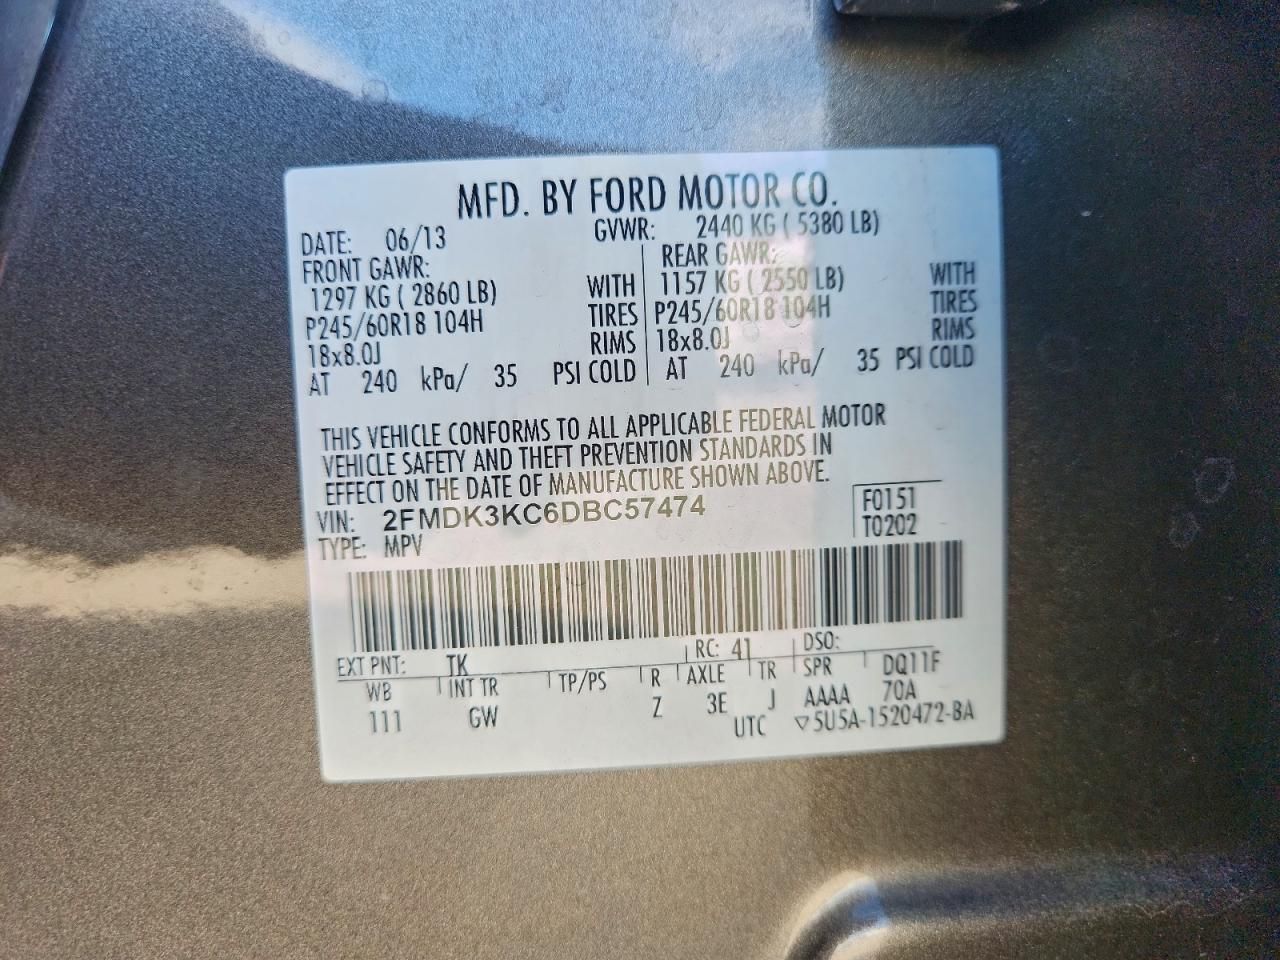 MFD. BY FORD MOTOR CO.
DATE: 06/13 GVWR: 2440 KG ( 5380 LB)
FRONT GAWR: REAR GAWR:
1297 KG ( 2860 LB) WITH 1157 KG ( 2550 LB) WITH
P245/60R18 104H TIRES P245/60R18 104H TIRES
18x8.0J RIMS 18x8.0J RIMS
AT 240 kPa/ 35 PSI COLD AT 240 kPa/ 35 PSI COLD
THIS VEHICLE CONFORMS TO ALL APPLICABLE FEDERAL MOTOR
VEHICLE SAFETY AND THEFT PREVENTION STANDARDS IN
EFFECT ON THE DATE OF MANUFACTURE SHOWN ABOVE.
VIN: 2FMDK3KC6DBC57474 F0151
TYPE: MPV T0202
EXT PNT: TK RC: 41 DSO:
WB INT TR TP/PS R AXLE TR SPR DQ11F
111 GW Z 3E J AAAA 70A
UTC ▽5U5A-1520472-BA